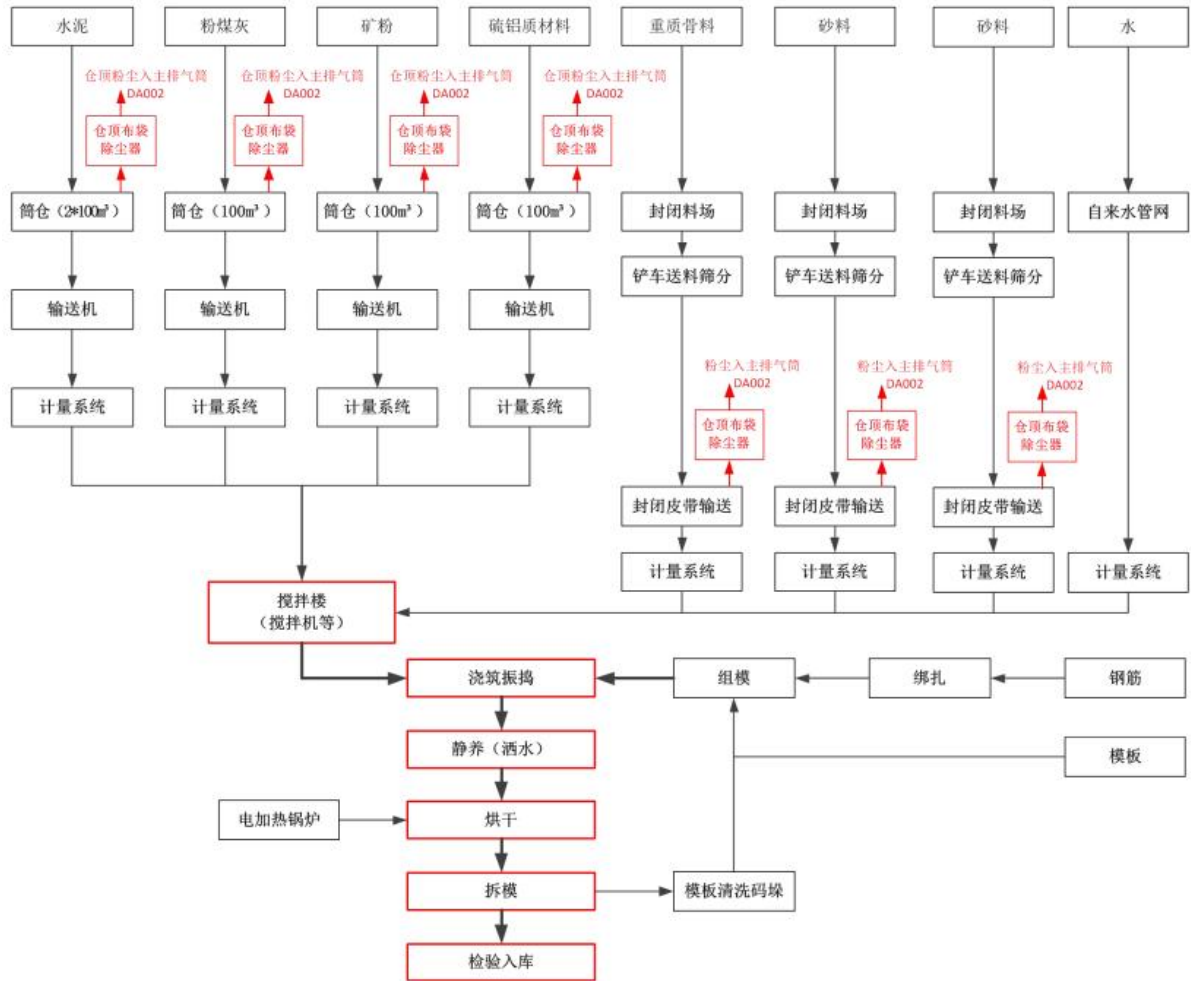 水泥
粉煤灰
矿粉
硫铝质材料
重质骨料
砂料
砂料
水
仓顶粉尘入主排气筒
DA002
仓顶粉尘入主排气筒
DA002
仓顶粉尘入主排气筒
DA002
仓顶粉尘入主排气筒
DA002
仓顶布袋
除尘器
仓顶布袋
除尘器
仓顶布袋
除尘器
仓顶布袋
除尘器
筒仓（2*100m³）
筒仓（100m³）
筒仓（100m³）
筒仓（100m³）
封闭料场
封闭料场
封闭料场
自来水管网
铲车送料筛分
铲车送料筛分
铲车送料筛分
输送机
输送机
输送机
输送机
粉尘入主排气筒
DA002
粉尘入主排气筒
DA002
粉尘入主排气筒
DA002
计量系统
计量系统
计量系统
计量系统
仓顶布袋
除尘器
仓顶布袋
除尘器
仓顶布袋
除尘器
封闭皮带输送
封闭皮带输送
封闭皮带输送
计量系统
计量系统
计量系统
计量系统
搅拌楼
（搅拌机等）
浇筑振捣
组模
绑扎
钢筋
静养（洒水）
模板
电加热锅炉
烘干
拆模
模板清洗码垛
检验入库